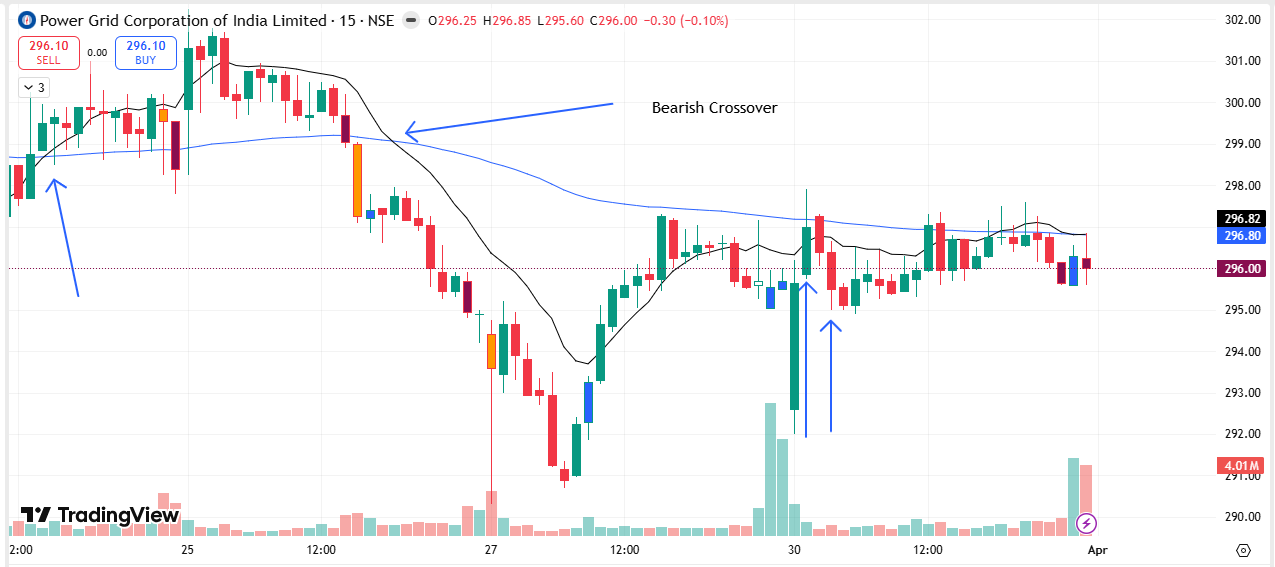 Power Grid Corporation of India Limited · 15 · NSE O296.25 H296.85 L295.60 C296.00 −0.30 (−0.10%)
296.10 0.00 296.10
SELL BUY
3
Bearish Crossover
302.00
301.00
300.00
299.00
298.00
296.82
296.80
296.00
295.00
294.00
293.00
292.00
4.01M
291.00
290.00
TradingView
2:00 25 12:00 27 12:00 30 12:00 Apr